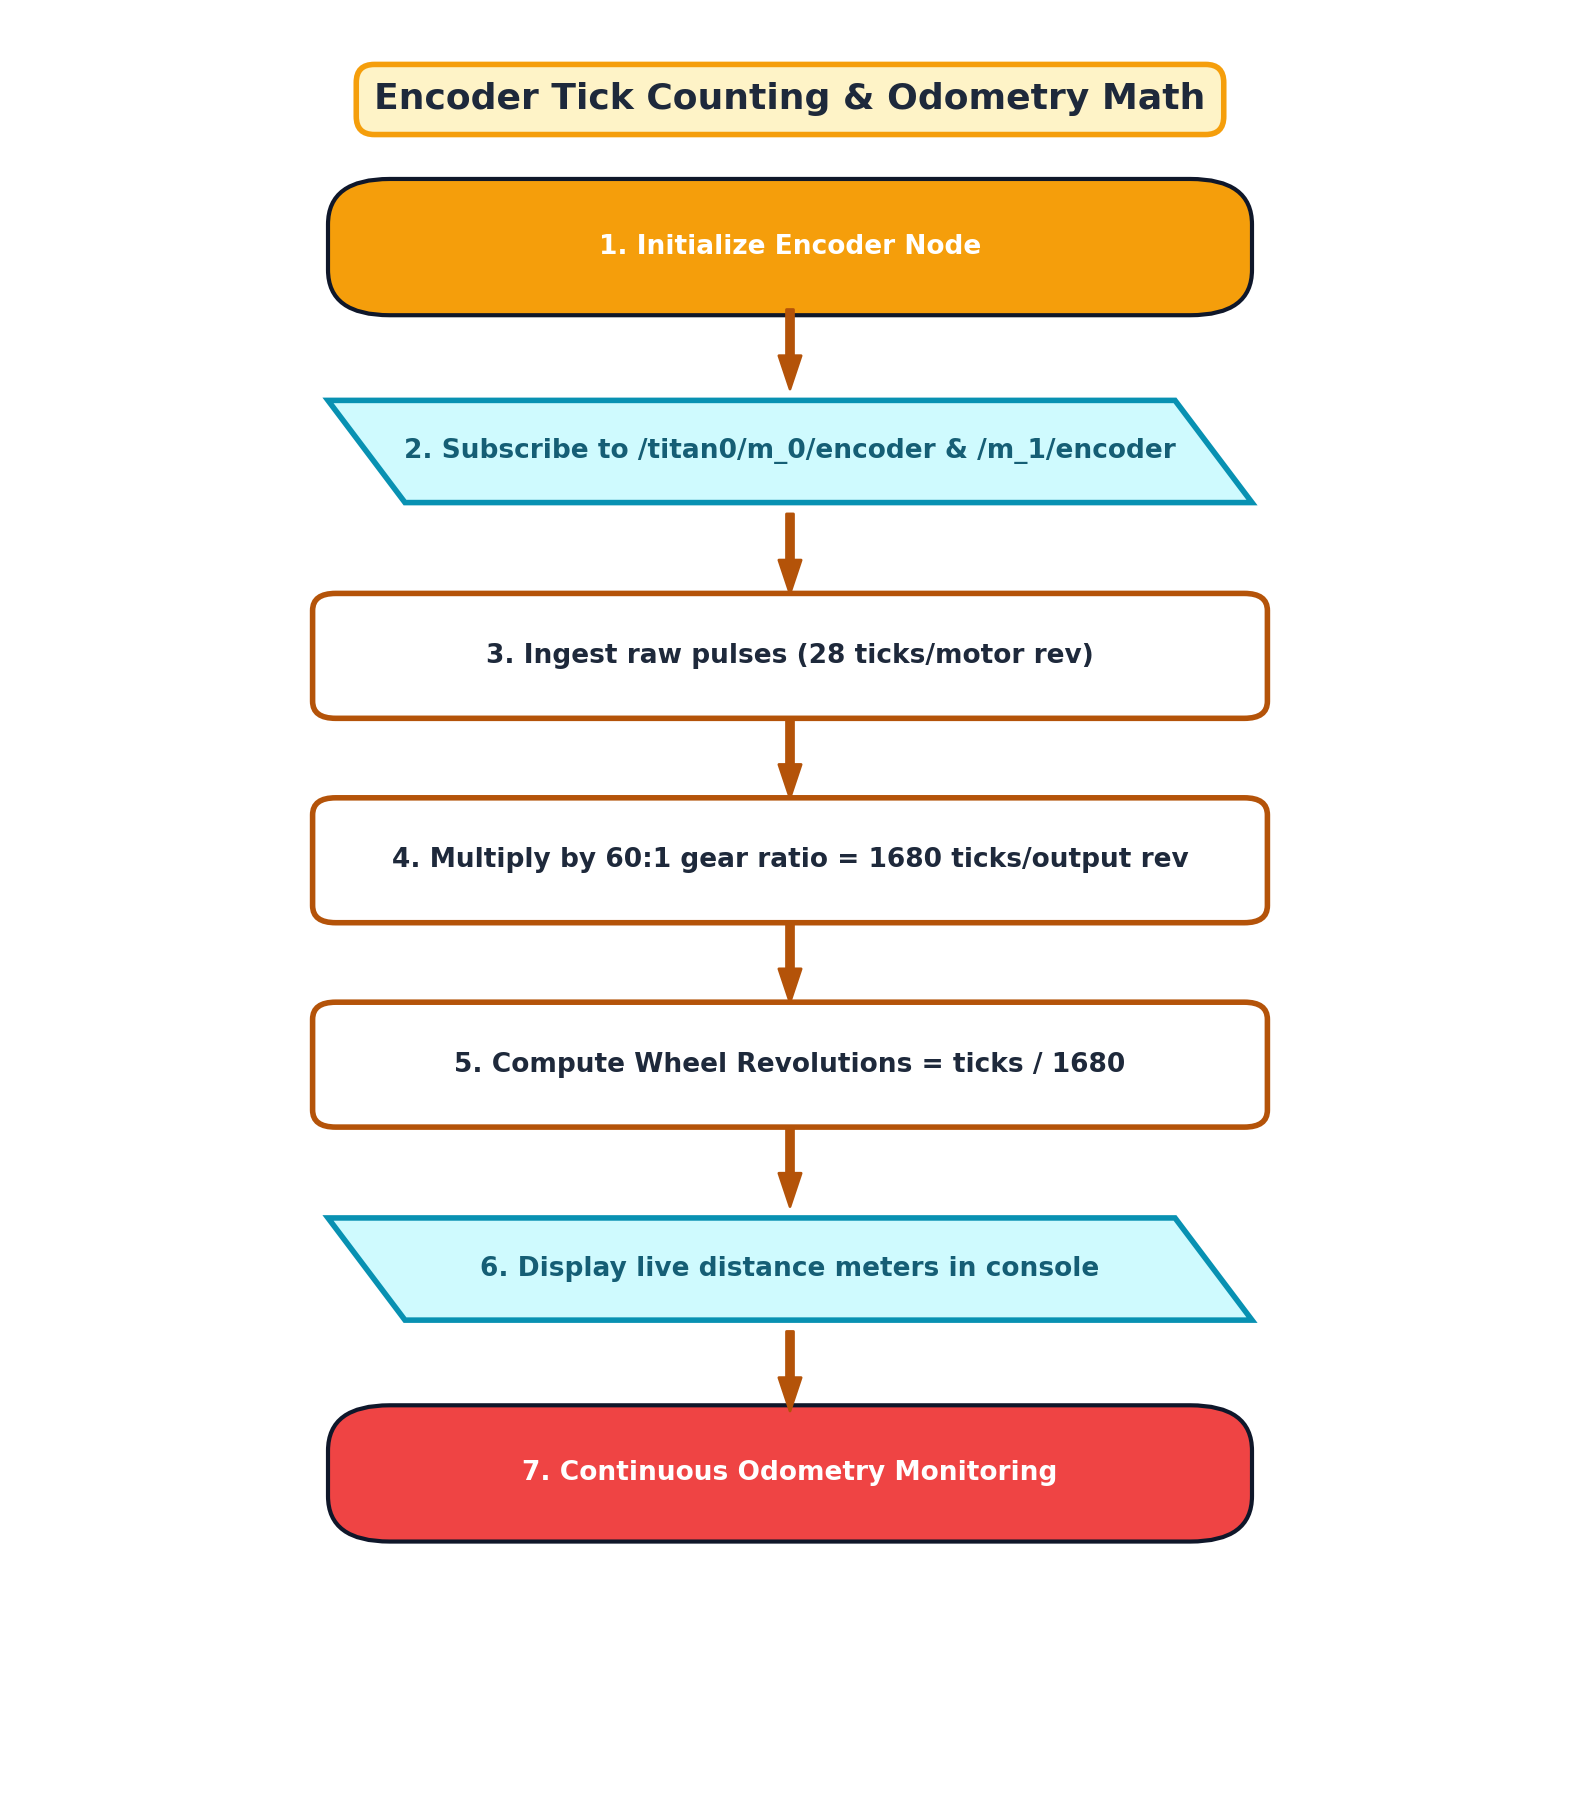 Encoder Tick Counting & Odometry Math
1. Initialize Encoder Node
2. Subscribe to /titan0/m_0/encoder & /m_1/encoder
3. Ingest raw pulses (28 ticks/motor rev)
4. Multiply by 60:1 gear ratio = 1680 ticks/output rev
5. Compute Wheel Revolutions = ticks / 1680
6. Display live distance meters in console
7. Continuous Odometry Monitoring